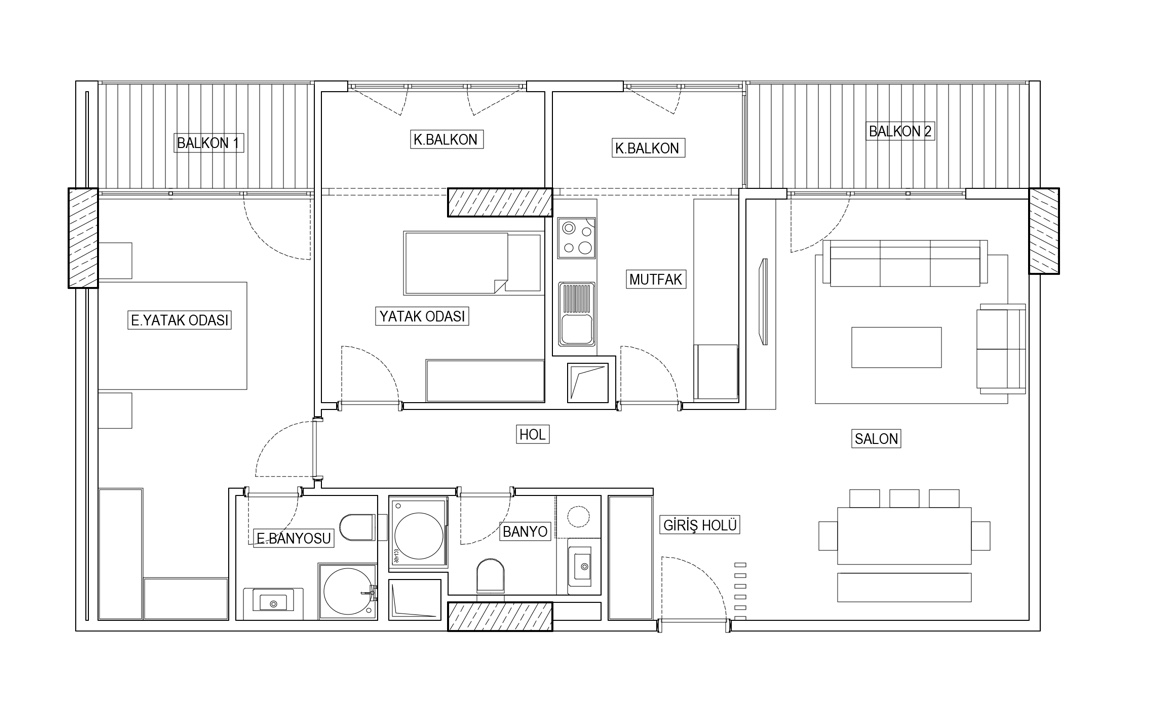 BALKON 1
K.BALKON
K.BALKON
BALKON 2
E.YATAK ODASI
YATAK ODASI
MUTFAK
HOL
SALON
E.BANYOSU
BANYO
GİRİŞ HOLÜ